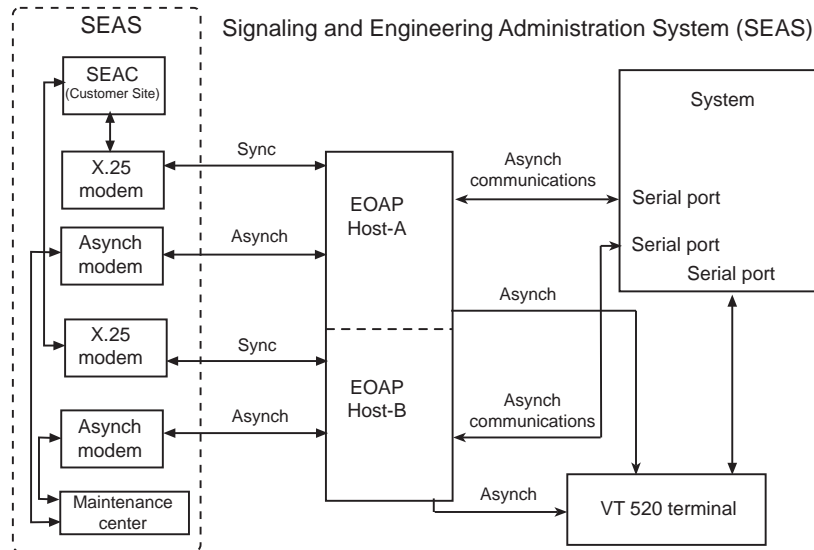 SEAS
Signaling and Engineering Administration System (SEAS)
SEAC
(Customer Site)
System
Sync
X.25
modem
Asynch
communications
EOAP
Host-A
Serial port
Asynch
modem
Asynch
Serial port
Serial port
Asynch
X.25
modem
Sync
EOAP
Host-B
Asynch
communications
Asynch
modem
Asynch
Maintenance
center
Asynch
VT 520 terminal